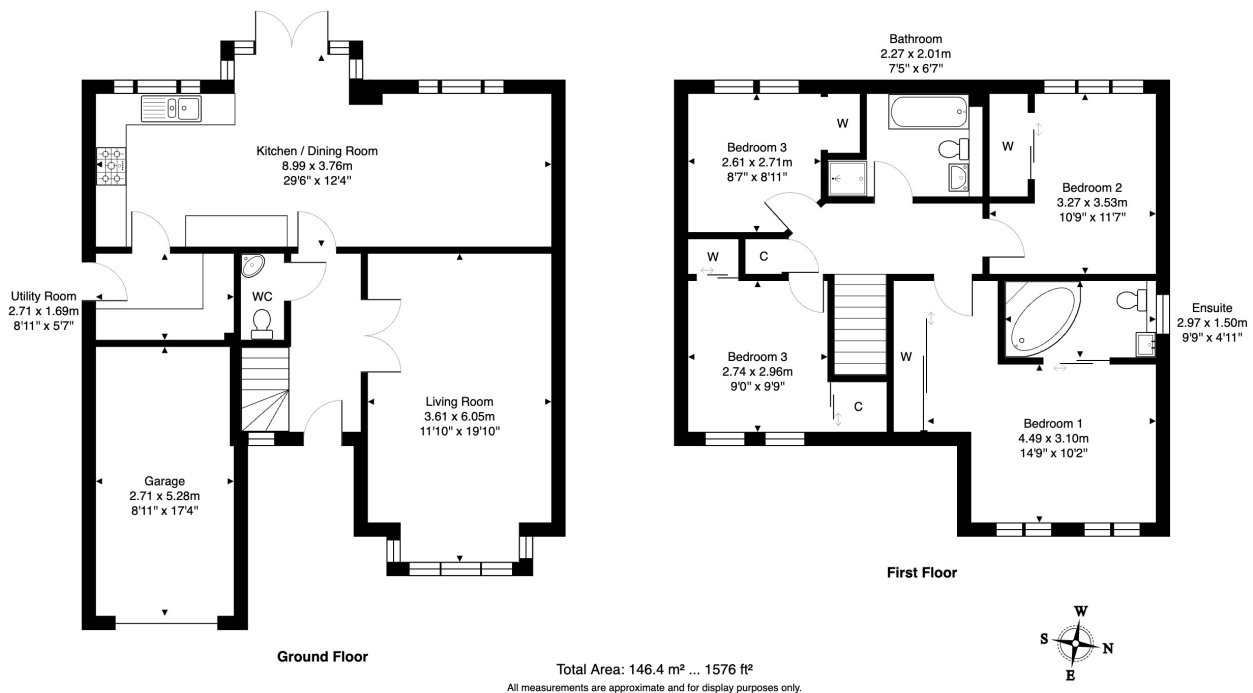 Kitchen / Dining Room
8.99 x 3.76m
29'6" x 12'4"
Utility Room
2.71 x 1.69m
8'11" x 5'7"
WC
Living Room
3.61 x 6.05m
11'10" x 19'10"
Garage
2.71 x 5.28m
8'11" x 17'4"
Ground Floor
Bathroom
2.27 x 2.01m
7'5" x 6'7"
Bedroom 3
2.61 x 2.71m
8'7" x 8'11"
W
W
Bedroom 2
3.27 x 3.53m
10'9" x 11'7"
W
C
Ensuite
2.97 x 1.50m
9'9" x 4'11"
Bedroom 3
2.74 x 2.96m
9'0" x 9'9"
W
C
Bedroom 1
4.49 x 3.10m
14'9" x 10'2"
First Floor
W
S
N
E
Total Area: 146.4 m² ... 1576 ft²
All measurements are approximate and for display purposes only.